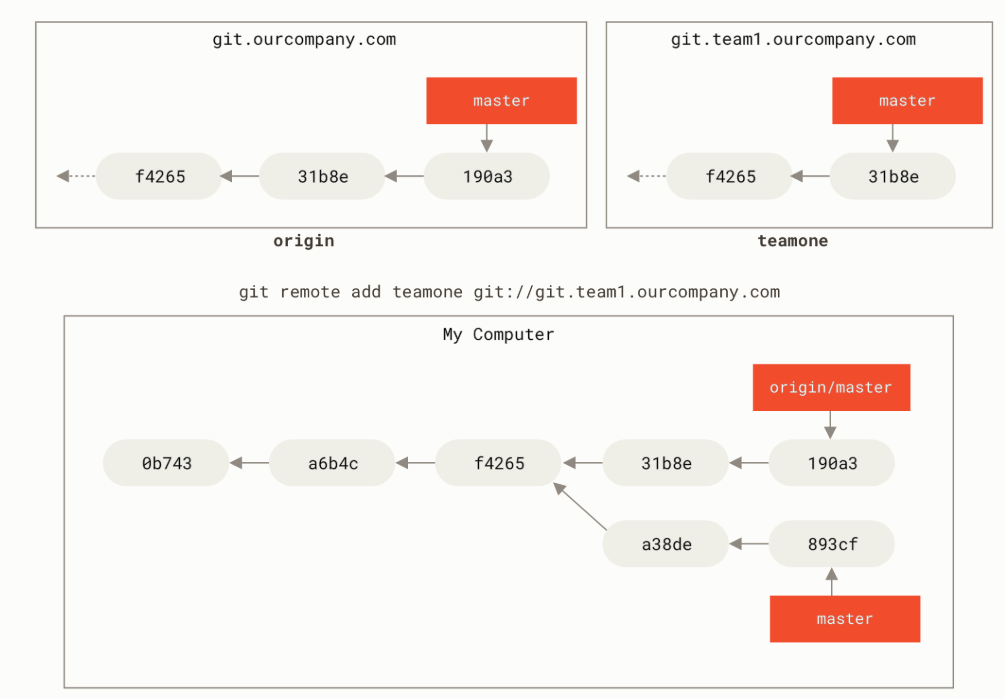 git.ourcompany.com
master
f4265
31b8e
190a3
origin
git.team1.ourcompany.com
master
f4265
31b8e
teamone
git remote add teamone git://git.team1.ourcompany.com
My Computer
origin/master
0b743
a6b4c
f4265
31b8e
190a3
a38de
893cf
master